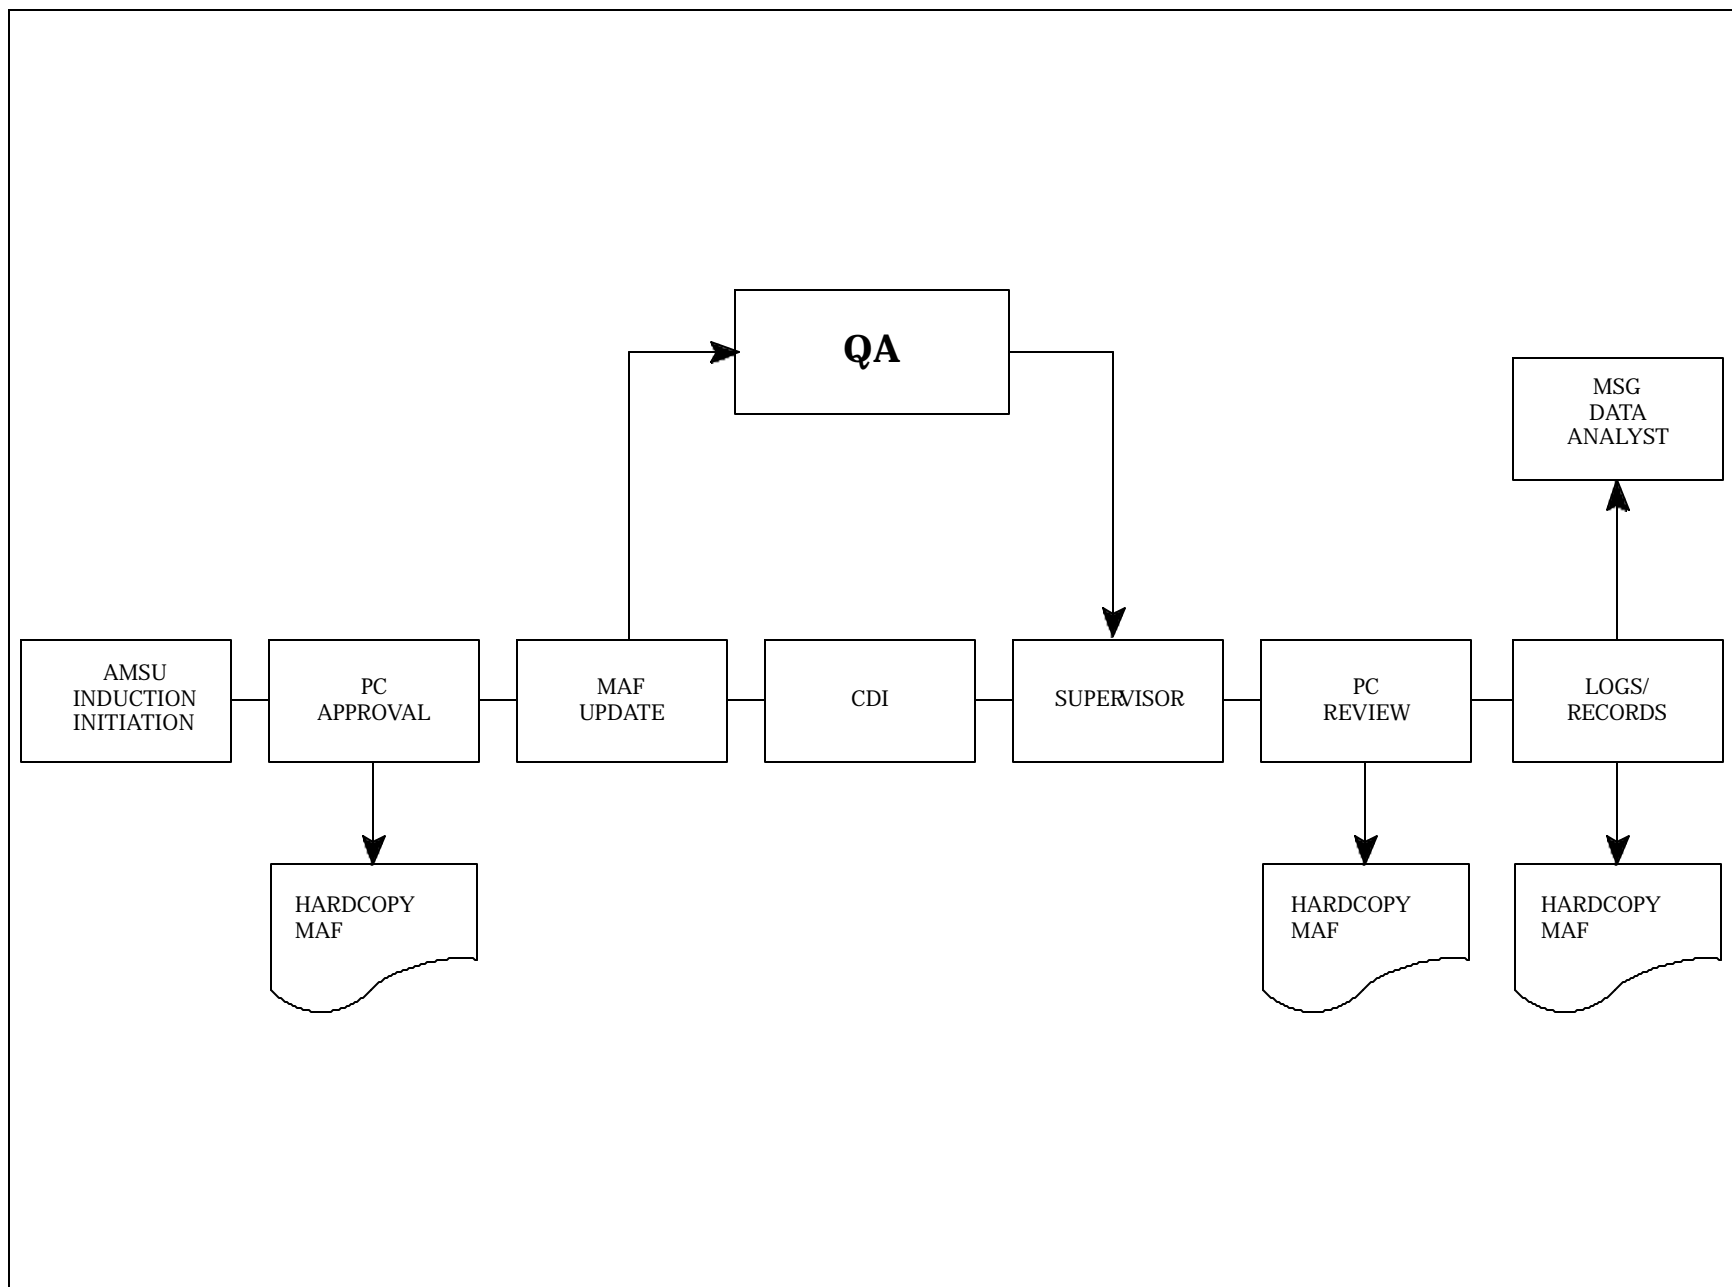 QA
MSG
DATA
ANALYST
AMSU
INDUCTION
INITIATION
PC
APPROVAL
MAF
UPDATE
CDI
SUPERVISOR
PC
REVIEW
LOGS/
RECORDS
HARDCOPY
MAF
HARDCOPY
MAF
HARDCOPY
MAF